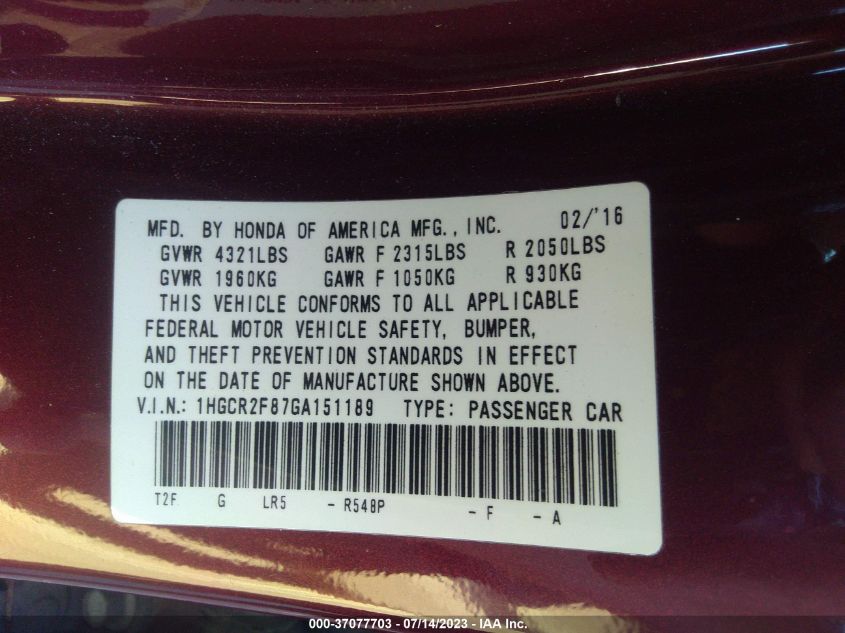 MFD. BY HONDA OF AMERICA MFG., INC. 02/'16
GVWR 4321LBS GAWR F 2315LBS R 2050LBS
GVWR 1960KG GAWR F 1050KG R 930KG
THIS VEHICLE CONFORMS TO ALL APPLICABLE
FEDERAL MOTOR VEHICLE SAFETY, BUMPER,
AND THEFT PREVENTION STANDARDS IN EFFECT
ON THE DATE OF MANUFACTURE SHOWN ABOVE.
V.I.N.: 1HGCR2F87GA151189 TYPE: PASSENGER CAR
T2F G LR5 - R548P - F - A
000-37077703 - 07/14/2023 - IAA Inc.